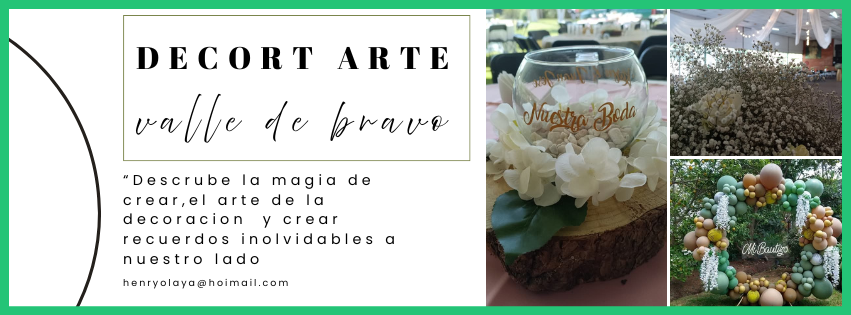 DECORT ARTE
valle de bravo
“Descrube la magia de
crear,el arte de la
decoracion y crear
recuerdos inolvidables a
nuestro lado
henryolaya@hoimail.com
Nuestra Boda
Mi Bautizo